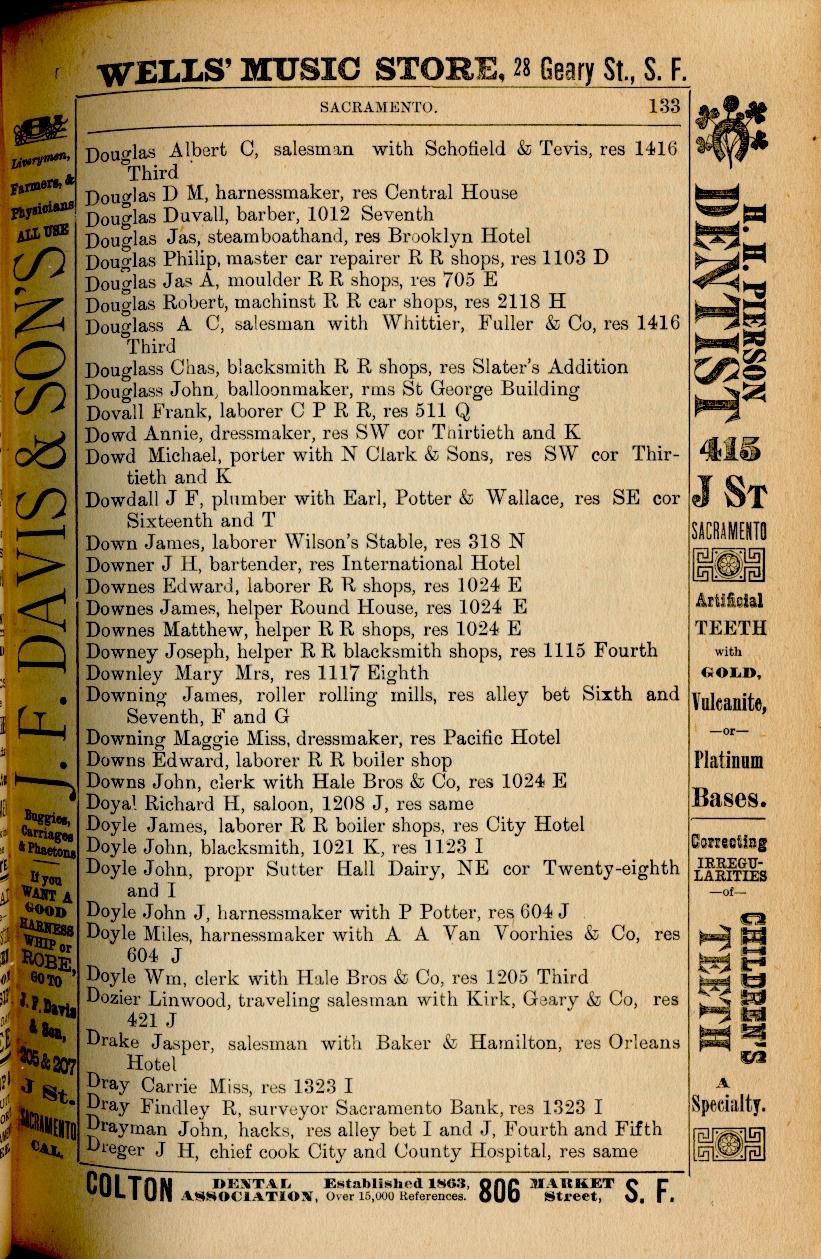 WELLS' MUSIC STORE, 28 Geary St., S. F.
SACRAMENTO. 133
Douglas Albert C, salesman with Schofield & Tevis, res 1416
Third
Douglas D M, harnessmaker, res Central House
Douglas Duvall, barber, 1012 Seventh
Douglas Jas, steamboathand, res Brooklyn Hotel
Douglas Philip, master car repairer R R shops, res 1103 D
Douglas Jas A, moulder R R shops, res 705 E
Douglas Robert, machinst R R car shops, res 2118 H
Douglass A C, salesman with Whittier, Fuller & Co, res 1416
Third
Douglass Chas, blacksmith R R shops, res Slater's Addition
Douglass John, balloonmaker, rms St George Building
Dovall Frank, laborer C P R R, res 511 Q
Dowd Annie, dressmaker, res SW cor Thirtieth and K
Dowd Michael, porter with N Clark & Sons, res SW cor Thir-
tieth and K
Dowdall J F, plumber with Earl, Potter & Wallace, res SE cor
Sixteenth and T
Down James, laborer Wilson's Stable, res 318 N
Downer J H, bartender, res International Hotel
Downes Edward, laborer R R shops, res 1024 E
Downes James, helper Round House, res 1024 E
Downes Matthew, helper R R shops, res 1024 E
Downey Joseph, helper R R blacksmith shops, res 1115 Fourth
Downley Mary Mrs, res 1117 Eighth
Downing James, roller rolling mills, res alley bet Sixth and
Seventh, F and G
Downing Maggie Miss, dressmaker, res Pacific Hotel
Downs Edward, laborer R R boiler shop
Downs John, clerk with Hale Bros & Co, res 1024 E
Doyal Richard H, saloon, 1208 J, res same
Doyle James, laborer R R boiler shops, res City Hotel
Doyle John, blacksmith, 1021 K, res 1123 I
Doyle John, propr Sutter Hall Dairy, NE cor Twenty-eighth
and I
Doyle John J, harnessmaker with P Potter, res 604 J
Doyle Miles, harnessmaker with A A Van Voorhies & Co, res
604 J
Doyle Wm, clerk with Hale Bros & Co, res 1205 Third
Dozier Linwood, traveling salesman with Kirk, Geary & Co, res
421 J
Drake Jasper, salesman with Baker & Hamilton, res Orleans
Hotel
Dray Carrie Miss, res 1323 I
Dray Findley R, surveyor Sacramento Bank, res 1323 I
Drayman John, hacks, res alley bet I and J, Fourth and Fifth
Dreger J H, chief cook City and County Hospital, res same
COLTON DENTAL ASSOCIATION, Established 1863, Over 15,000 References. 806 MARKET Street, S. F.
Liverymen,
Farmers, &
Physicians
ALL USE
J. F. DAVIS & SON'S
Buggies,
Carriages
& Phaetons
If you
WANT A
GOOD
HARNESS
WHIP or
ROBE,
GO TO
J. F. Davis
& Son,
205 & 207
J St.
SACRAMENTO
CAL.
H. H. PIERSON
DENTIST
415
J ST
SACRAMENTO
Artificial
TEETH
with
GOLD,
Vulcanite,
—or—
Platinum
Bases.
Correcting
IRREGU-
LARITIES
—of—
CHILDREN'S
TEETH
A
Specialty.